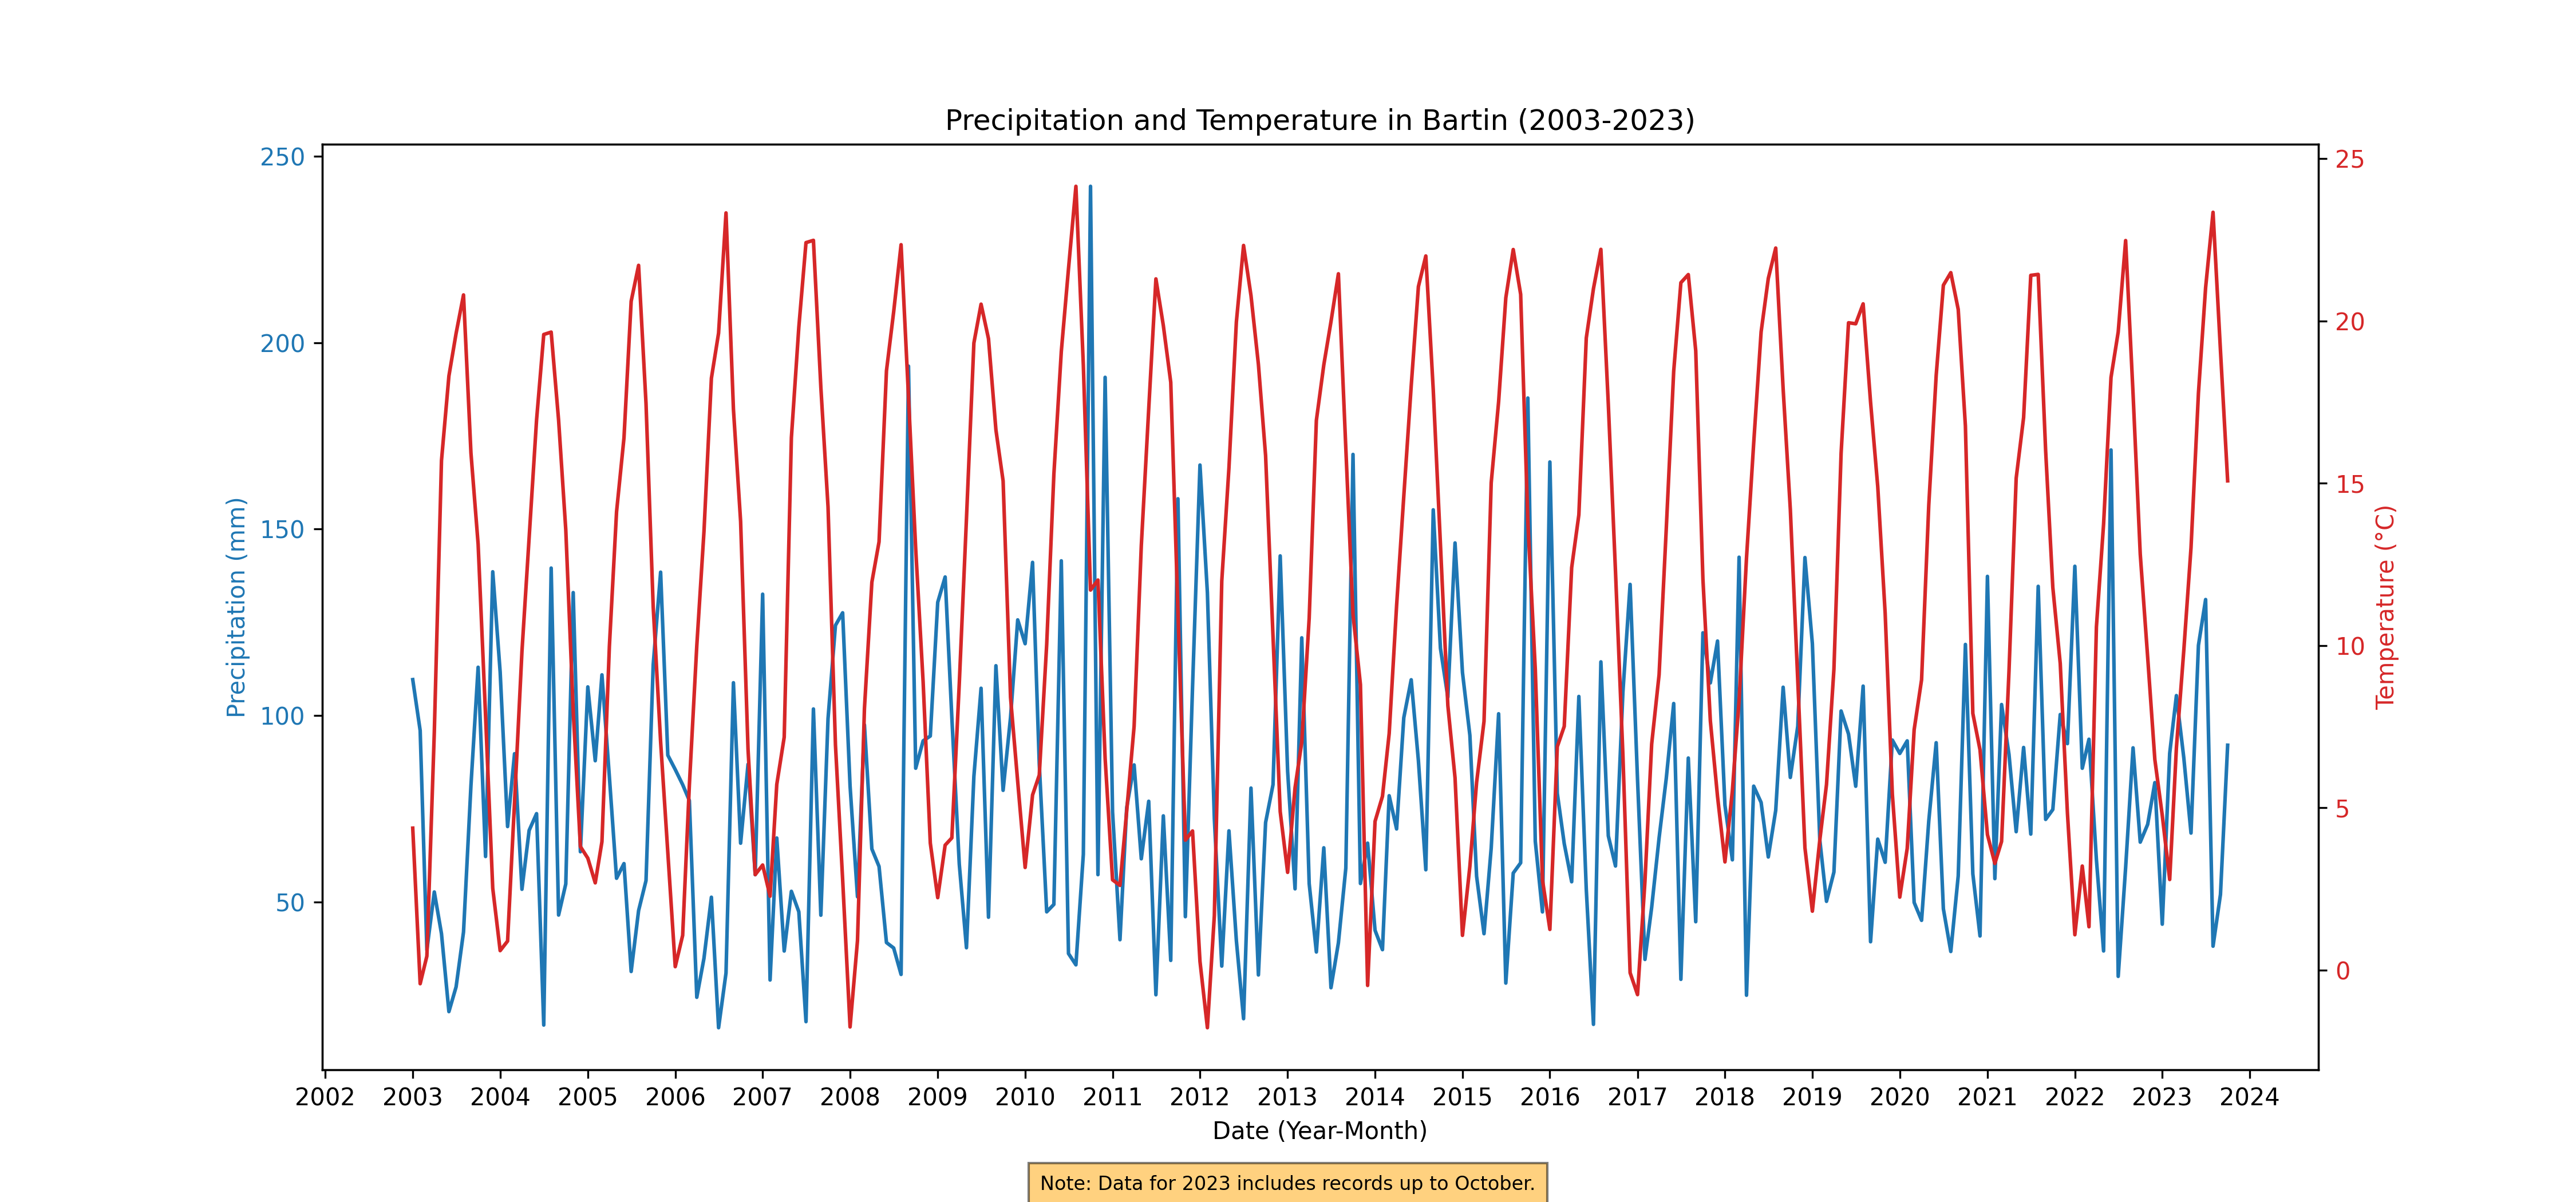 Precipitation and Temperature in Bartin (2003-2023)
250
200
150
100
50
Precipitation (mm)
25
20
15
10
5
0
Temperature (°C)
2002 2003 2004 2005 2006 2007 2008 2009 2010 2011 2012 2013 2014 2015 2016 2017 2018 2019 2020 2021 2022 2023 2024
Date (Year-Month)
Note: Data for 2023 includes records up to October.